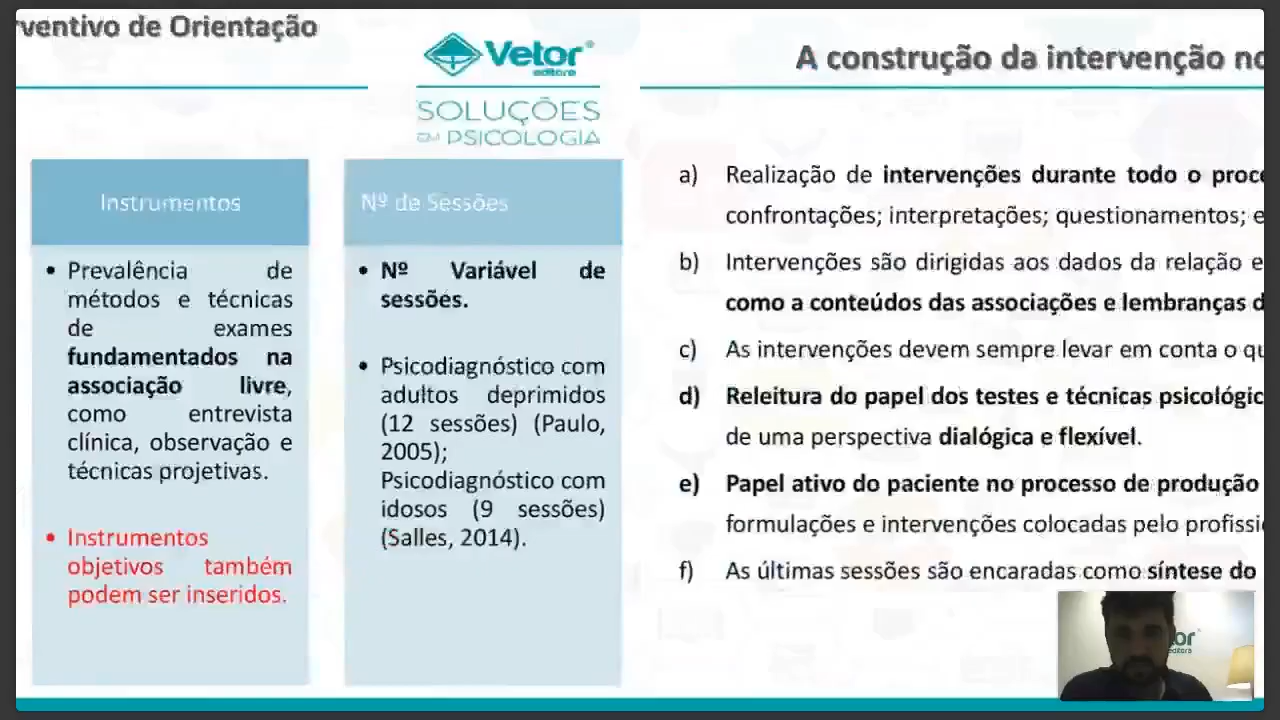 ventivo de Orientação
Vetor
editora
SOLUÇÕES
EM PSICOLOGIA
Instrumentos
• Prevalência de
métodos e técnicas
de exames
fundamentados na
associação livre,
como entrevista
clínica, observação e
técnicas projetivas.
• Instrumentos
objetivos também
podem ser inseridos.
Nº de Sessões
• Nº Variável de
sessões.
• Psicodiagnóstico com
adultos deprimidos
(12 sessões) (Paulo,
2005);
Psicodiagnóstico com
idosos (9 sessões)
(Salles, 2014).
A construção da intervenção no
a) Realização de intervenções durante todo o proce
confrontações; interpretações; questionamentos; e
b) Intervenções são dirigidas aos dados da relação e
como a conteúdos das associações e lembranças d
c) As intervenções devem sempre levar em conta o qu
d) Releitura do papel dos testes e técnicas psicológic
de uma perspectiva dialógica e flexível.
e) Papel ativo do paciente no processo de produção
formulações e intervenções colocadas pelo profissi
f) As últimas sessões são encaradas como síntese do
tor
editora